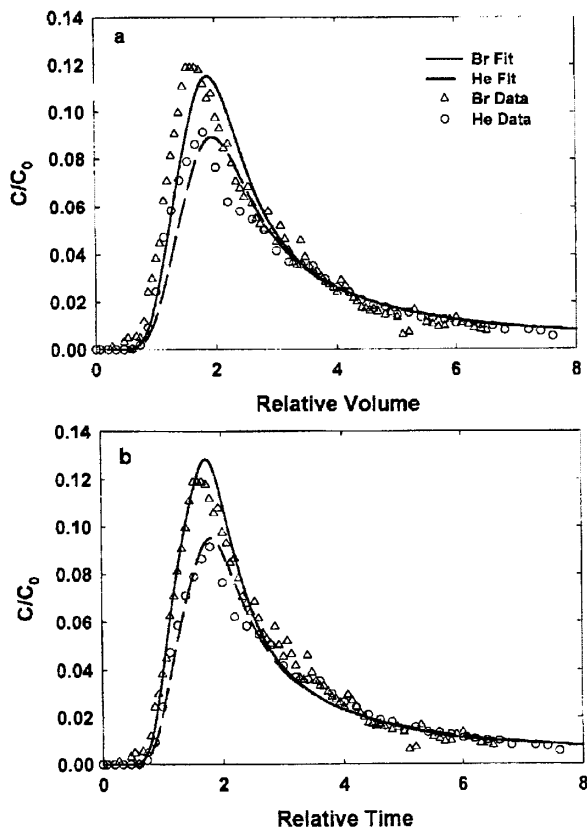 a
0.14
0.12
0.10
0.08
0.06
0.04
0.02
0.00
C/C₀
Br Fit
He Fit
Br Data
He Data
0 2 4 6 8
Relative Volume
b
0.14
0.12
0.10
0.08
0.06
0.04
0.02
0.00
C/C₀
0 2 4 6 8
Relative Time